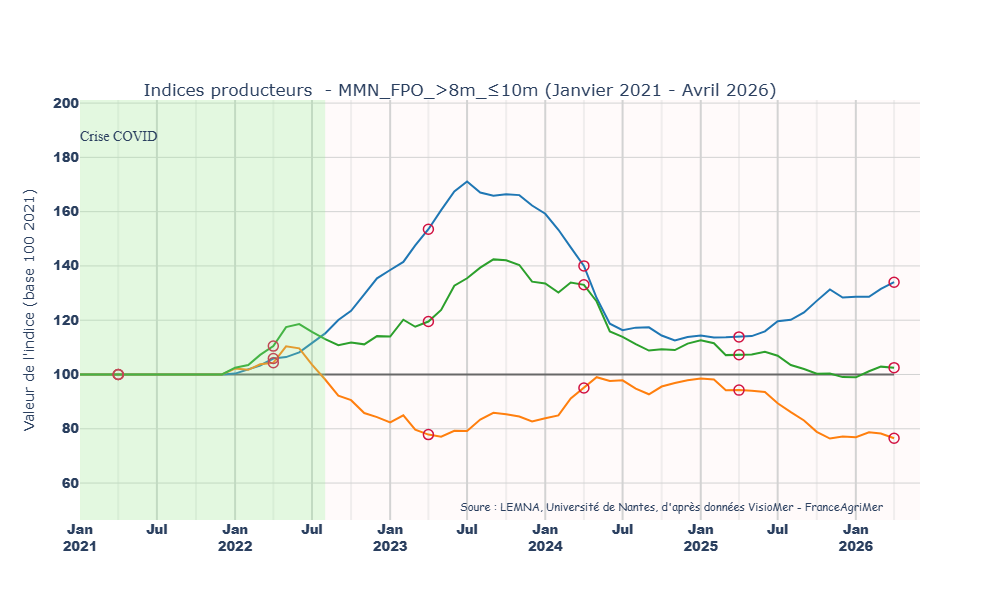 Indices producteurs  - MMN_FPO_>8m_≤10m (Janvier 2021 - Avril 2026)
200
Crise COVID
180
160
140
120
100
80
60
Valeur de l'indice (base 100 2021)
Soure : LEMNA, Université de Nantes, d'après données VisioMer - FranceAgriMer
Jan Jul Jan Jul Jan Jul Jan Jul Jan Jul Jan
2021 2022 2023 2024 2025 2026